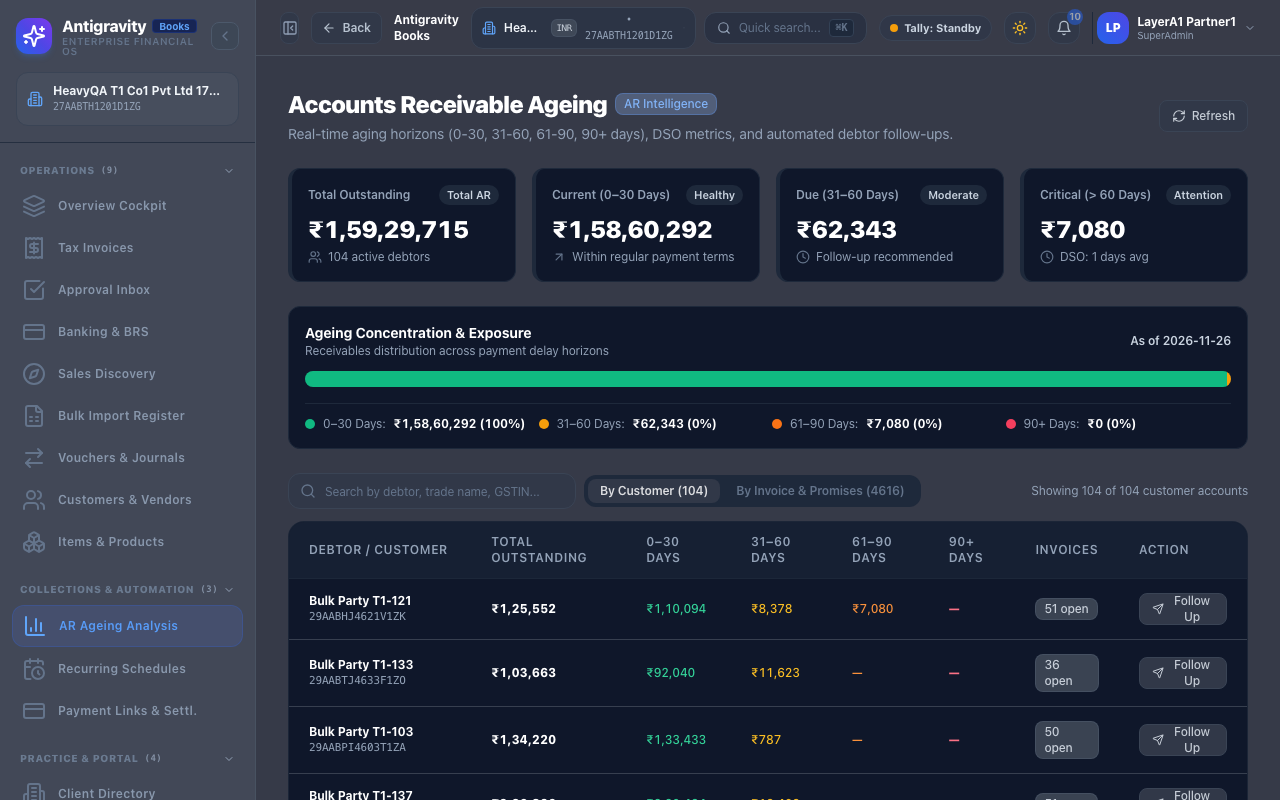 Antigravity Books
ENTERPRISE FINANCIAL OS
HeavyQA T1 Co1 Pvt Ltd 17...
27AABTH1201D1ZG
OPERATIONS (9)
Overview Cockpit
Tax Invoices
Approval Inbox
Banking & BRS
Sales Discovery
Bulk Import Register
Vouchers & Journals
Customers & Vendors
Items & Products
COLLECTIONS & AUTOMATION (3)
AR Ageing Analysis
Recurring Schedules
Payment Links & Settl.
PRACTICE & PORTAL (4)
Client Directory
Back
Antigravity Books
Hea... INR • 27AABTH1201D1ZG
Quick search... ⌘K
Tally: Standby
10
LP
LayerA1 Partner1
SuperAdmin
Accounts Receivable Ageing AR Intelligence
Real-time aging horizons (0-30, 31-60, 61-90, 90+ days), DSO metrics, and automated debtor follow-ups.
Refresh
Total Outstanding Total AR
₹1,59,29,715
104 active debtors
Current (0–30 Days) Healthy
₹1,58,60,292
Within regular payment terms
Due (31–60 Days) Moderate
₹62,343
Follow-up recommended
Critical (> 60 Days) Attention
₹7,080
DSO: 1 days avg
Ageing Concentration & Exposure
Receivables distribution across payment delay horizons
As of 2026-11-26
0–30 Days: ₹1,58,60,292 (100%) 31–60 Days: ₹62,343 (0%) 61–90 Days: ₹7,080 (0%) 90+ Days: ₹0 (0%)
Search by debtor, trade name, GSTIN...
By Customer (104) By Invoice & Promises (4616)
Showing 104 of 104 customer accounts
DEBTOR / CUSTOMER TOTAL OUTSTANDING 0–30 DAYS 31–60 DAYS 61–90 DAYS 90+ DAYS INVOICES ACTION
Bulk Party T1-121
29AABHJ4621V1ZK
₹1,25,552 ₹1,10,094 ₹8,378 ₹7,080 — 51 open Follow Up
Bulk Party T1-133
29AABTJ4633F1ZO
₹1,03,663 ₹92,040 ₹11,623 — — 36 open Follow Up
Bulk Party T1-103
29AABPI4603T1ZA
₹1,34,220 ₹1,33,433 ₹787 — — 50 open Follow Up
Bulk Party T1-137
Follow